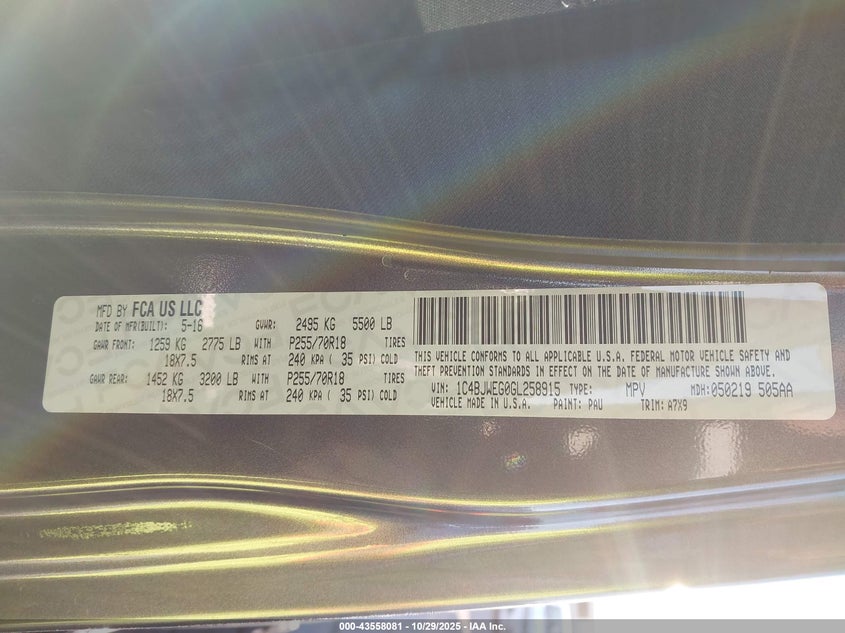 MFD BY FCA US LLC
DATE OF MFR(BUILT): 5-16 GVWR: 2495 KG 5500 LB
GAWR FRONT: 1259 KG 2775 LB WITH P255/70R18 TIRES
18X7.5 RIMS AT 240 KPA ( 35 PSI) COLD
GAWR REAR: 1452 KG 3200 LB WITH P255/70R18 TIRES
18X7.5 RIMS AT 240 KPA ( 35 PSI) COLD
THIS VEHICLE CONFORMS TO ALL APPLICABLE U.S.A. FEDERAL MOTOR VEHICLE SAFETY AND
THEFT PREVENTION STANDARDS IN EFFECT ON THE DATE OF MANUFACTURE SHOWN ABOVE.
VIN: 1C4BJWEG0GL258915 TYPE: MPV MDH: 050219 505AA
VEHICLE MADE IN U.S.A. PAINT: PAU TRIM: A7X9
000-43558081 - 10/29/2025 - IAA Inc.